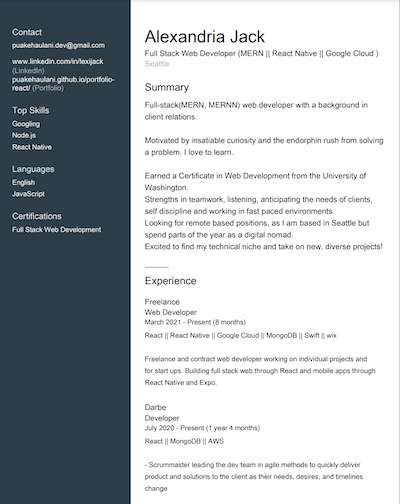 Contact
puakehaulani.dev@gmail.com
www.linkedin.com/in/lexijack
(LinkedIn)
puakehaulani.github.io/portfolio-
react/ (Portfolio)
Top Skills
Googling
Node.js
React Native
Languages
English
JavaScript
Certifications
Full Stack Web Development
Alexandria Jack
Full Stack Web Developer (MERN || React Native || Google Cloud )
Seattle
Summary
Full-stack(MERN, MERNN) web developer with a background in
client relations.
Motivated by insatiable curiosity and the endorphin rush from solving
a problem. I love to learn.
Earned a Certificate in Web Development from the University of
Washington.
Strengths in teamwork, listening, anticipating the needs of clients,
self discipline and working in fast paced environments.
Looking for remote based positions, as I am based in Seattle but
spend parts of the year as a digital nomad.
Excited to find my technical niche and take on new, diverse projects!
Experience
Freelance
Web Developer
March 2021 - Present (8 months)
React || React Native || Google Cloud || MongoDB || Swift || wix
Freelance and contract web developer working on individual projects and
for start ups. Building full stack web through React and mobile apps through
React Native and Expo.
Darbe
Developer
July 2020 - Present (1 year 4 months)
React || MongoDB || AWS
- Scrummaster leading the dev team in agile methods to quickly deliver
product and solutions to the client as their needs, desires, and timelines
change